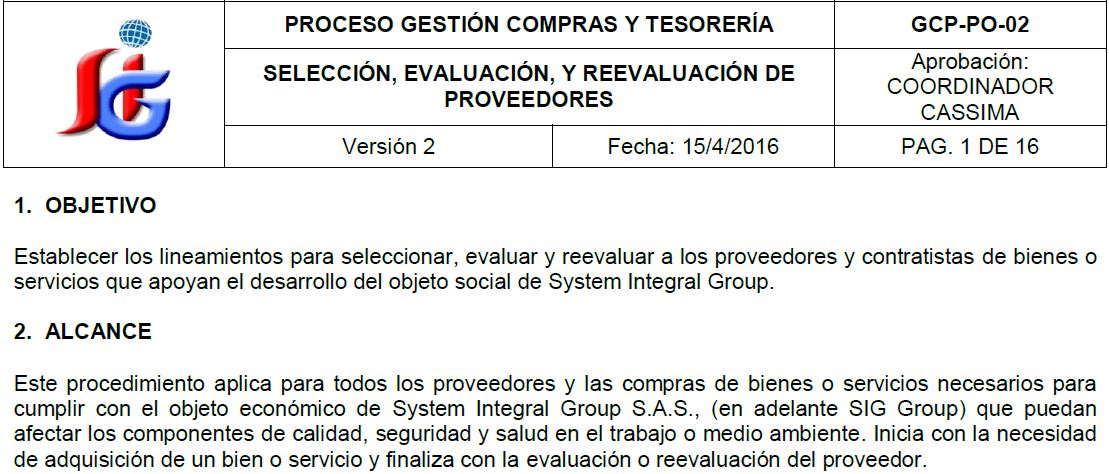 SIG
PROCESO GESTIÓN COMPRAS Y TESORERÍA
GCP-PO-02
SELECCIÓN, EVALUACIÓN, Y REEVALUACIÓN DE
PROVEEDORES
Aprobación:
COORDINADOR
CASSIMA
Versión 2
Fecha: 15/4/2016
PAG. 1 DE 16
1. OBJETIVO
Establecer los lineamientos para seleccionar, evaluar y reevaluar a los proveedores y contratistas de bienes o
servicios que apoyan el desarrollo del objeto social de System Integral Group.
2. ALCANCE
Este procedimiento aplica para todos los proveedores y las compras de bienes o servicios necesarios para
cumplir con el objeto económico de System Integral Group S.A.S., (en adelante SIG Group) que puedan
afectar los componentes de calidad, seguridad y salud en el trabajo o medio ambiente. Inicia con la necesidad
de adquisición de un bien o servicio y finaliza con la evaluación o reevaluación del proveedor.